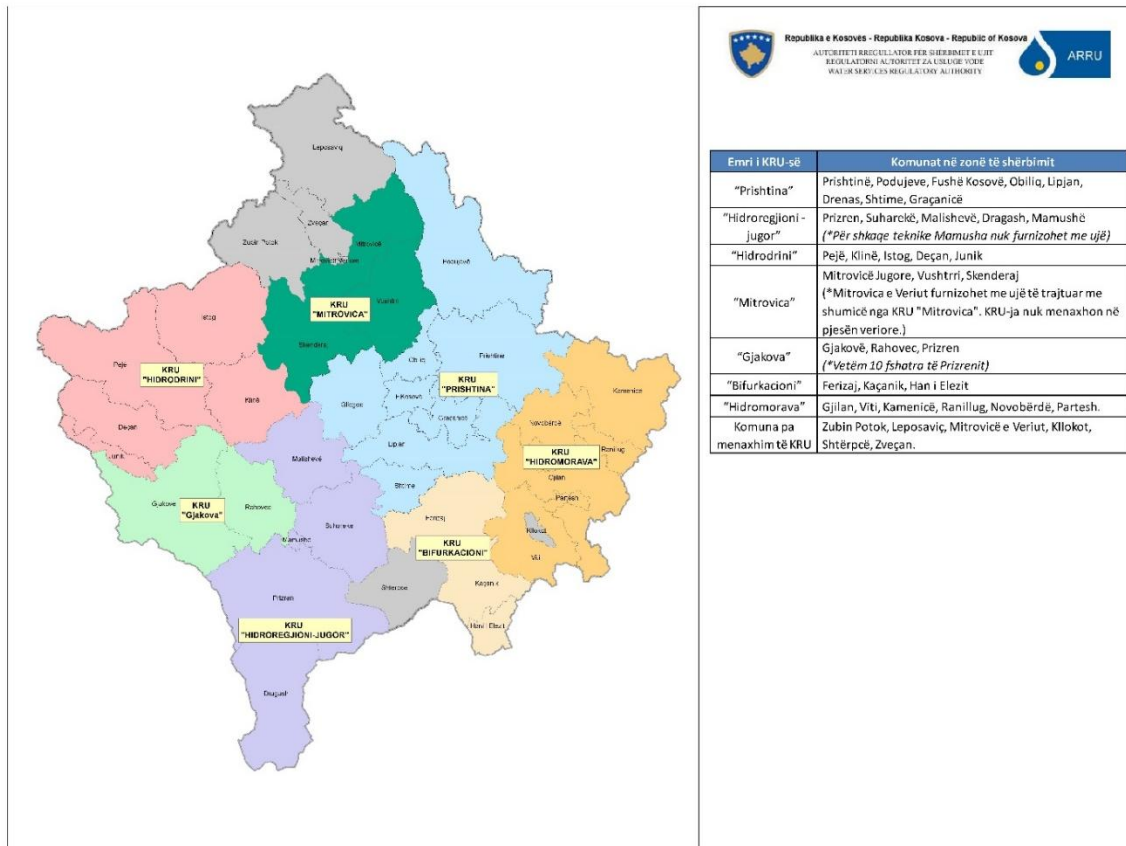 Republika e Kosovës - Republika Kosova - Republic of Kosova
AUTORITETI RREGULLATOR PËR SHËRBIMET E UJIT
REGULATORNI AUTORITET ZA USLUGE VODE
WATER SERVICES REGULATORY AUTHORITY
ARRU
Emri i KRU-së Komunat në zonë të shërbimit
"Prishtina" Prishtinë, Podujeve, Fushë Kosovë, Obiliq, Lipjan,
Drenas, Shtime, Graçanicë
"Hidroregjioni - Prizren, Suharekë, Malishevë, Dragash, Mamushë
jugor" (*Për shkaqe teknike Mamusha nuk furnizohet me ujë)
"Hidrodrini" Pejë, Klinë, Istog, Deçan, Junik
"Mitrovica" Mitrovicë Jugore, Vushtrri, Skenderaj
(*Mitrovica e Veriut furnizohet me ujë të trajtuar me
shumicë nga KRU "Mitrovica". KRU-ja nuk menaxhon në
pjesën veriore.)
"Gjakova" Gjakovë, Rahovec, Prizren
(*Vetëm 10 fshatra të Prizrenit)
"Bifurkacioni" Ferizaj, Kaçanik, Han i Elezit
"Hidromorava" Gjilan, Viti, Kamenicë, Ranillug, Novobërdë, Partesh.
Komuna pa Zubin Potok, Leposaviç, Mitrovicë e Veriut, Kllokot,
menaxhim të KRU Shtërpcë, Zveçan.
Leposaviq
Zveçan
Zubin Potok
Mitrovicë
Podujevë
KRU
"MITROVICA"
Istog
Skenderaj
Obiliq
Prishtinë
Pejë
KRU
"HIDRODRINI"
KRU
"PRISHTINA"
Kamenicë
Klinë
Gllogoc
F.Kosovë
Graçanicë
Deçan
Novobërdë
Lipjan
KRU
"HIDROMORAVA"
Ranilug
Junik
Malishevë
Gjilan
Shtime
Partesh
Gjakovë
KRU
"Gjakova"
Rahovec
Suharekë
Ferizaj
Kllokot
Mamushë
KRU
"BIFURKACIONI"
Viti
Shterpce
Kaçanik
Prizren
KRU
"HIDROREGJIONI-JUGOR"
Hani i Elezit
Dragash